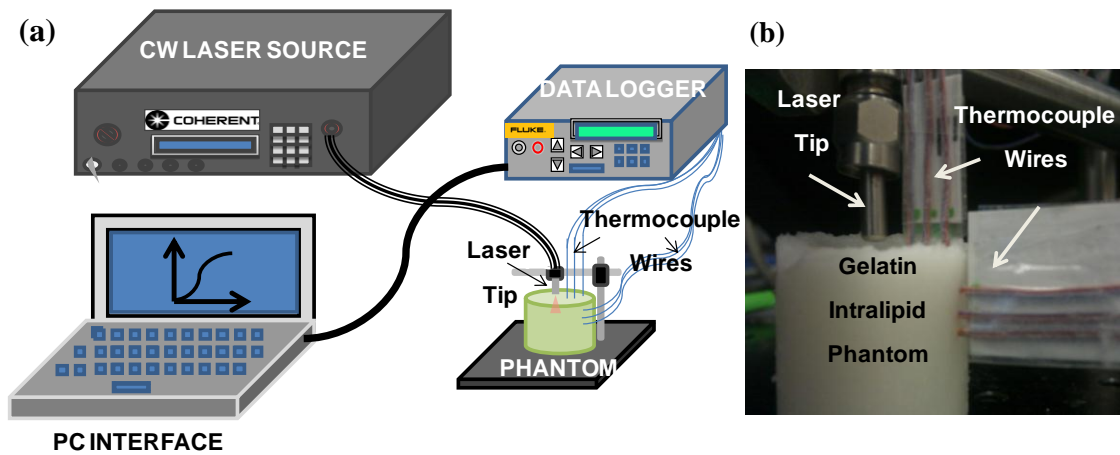 (a)
CW LASER SOURCE
COHERENT
DATA LOGGER
FLUKE
Thermocouple
Wires
Laser
Tip
PHANTOM
PC INTERFACE
(b)
Laser
Tip
Thermocouple
Wires
Gelatin
Intralipid
Phantom